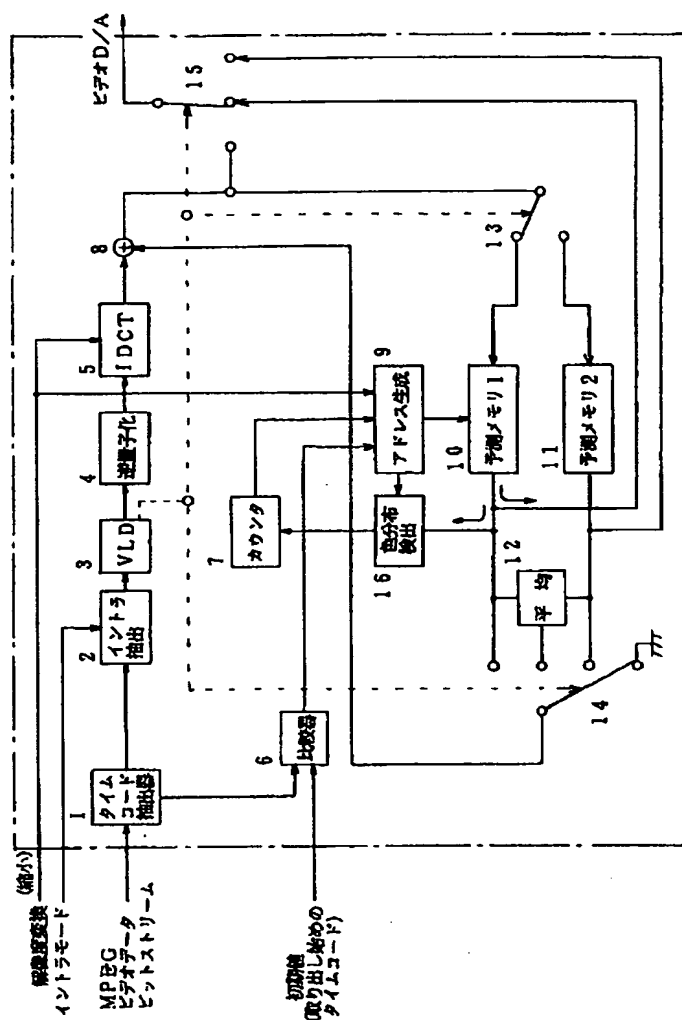 解像度変換 (縮小)
イントラモード
MPEG
ビデオデータ
ビットストリーム
初期値
(取り出し始めの
タイムコード)
1
タイム
コード
抽出器
2
イントラ
抽出
3
VLD
4
逆量子化
5
IDCT
8
+
ビデオD/A
15
6
比較器
7
カウンタ
9
アドレス生成
16
色分布
検出
10
予測メモリ1
11
予測メモリ2
12
平均
13
14